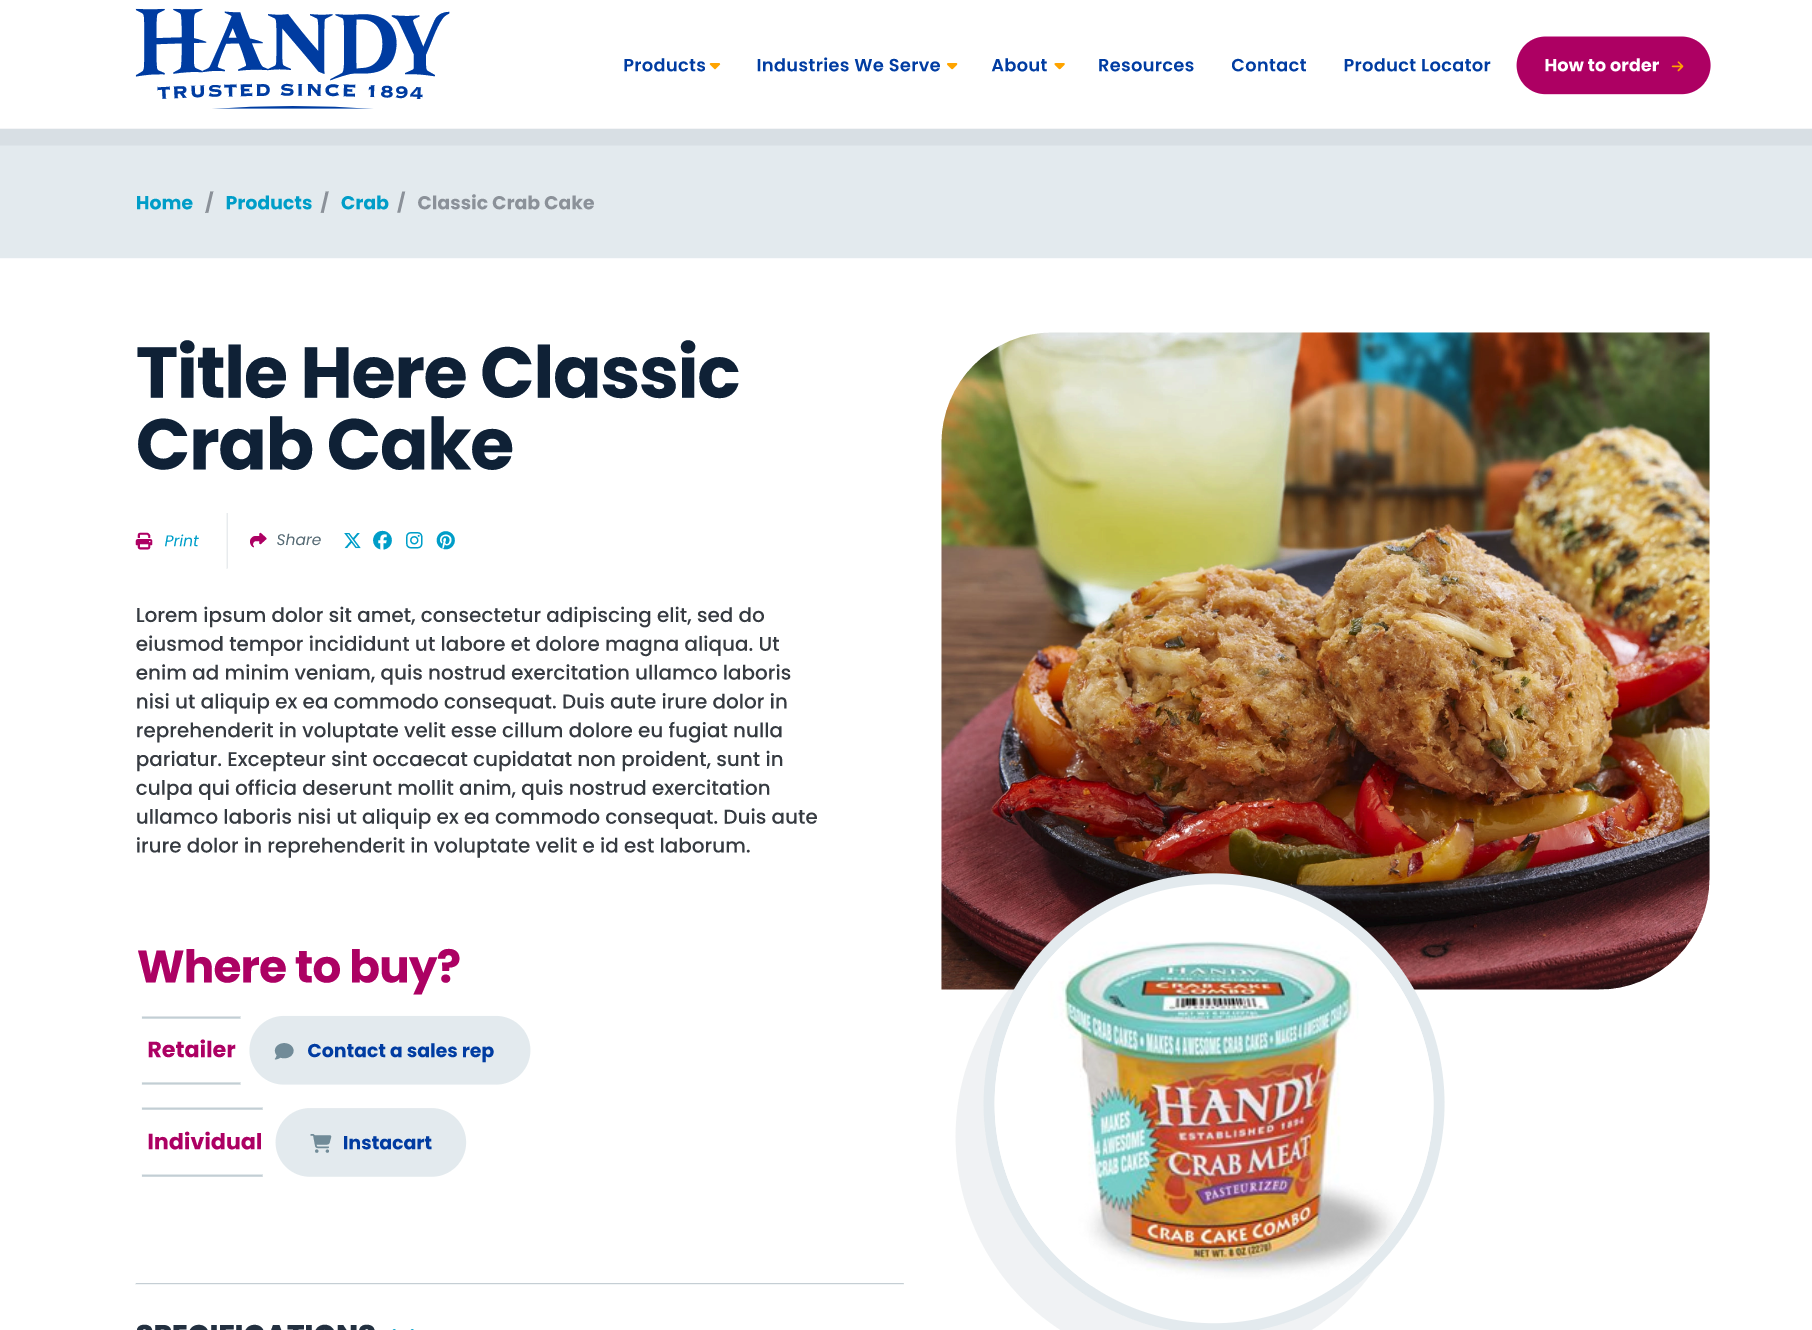 HANDY
TRUSTED SINCE 1894
Products
Industries We Serve
About
Resources
Contact
Product Locator
How to order
Home / Products / Crab / Classic Crab Cake
Title Here Classic
Crab Cake
Print
Share
Lorem ipsum dolor sit amet, consectetur adipiscing elit, sed do
eiusmod tempor incididunt ut labore et dolore magna aliqua. Ut
enim ad minim veniam, quis nostrud exercitation ullamco laboris
nisi ut aliquip ex ea commodo consequat. Duis aute irure dolor in
reprehenderit in voluptate velit esse cillum dolore eu fugiat nulla
pariatur. Excepteur sint occaecat cupidatat non proident, sunt in
culpa qui officia deserunt mollit anim, quis nostrud exercitation
ullamco laboris nisi ut aliquip ex ea commodo consequat. Duis aute
irure dolor in reprehenderit in voluptate velit e id est laborum.
Where to buy?
Retailer
Contact a sales rep
Individual
Instacart
SPECIFICATIONS
HANDY
CRAB CAKE
COMBO
AWESOME CRAB CAKES • MAKES 4 AWESOME CRAB CAKES • MAKES 4 AWESOME CRAB
HANDY
ESTABLISHED 1894
CRAB MEAT
PASTEURIZED
MAKES
4 AWESOME
CRAB CAKES
CRAB CAKE COMBO
NET WT. 8 OZ (227g)